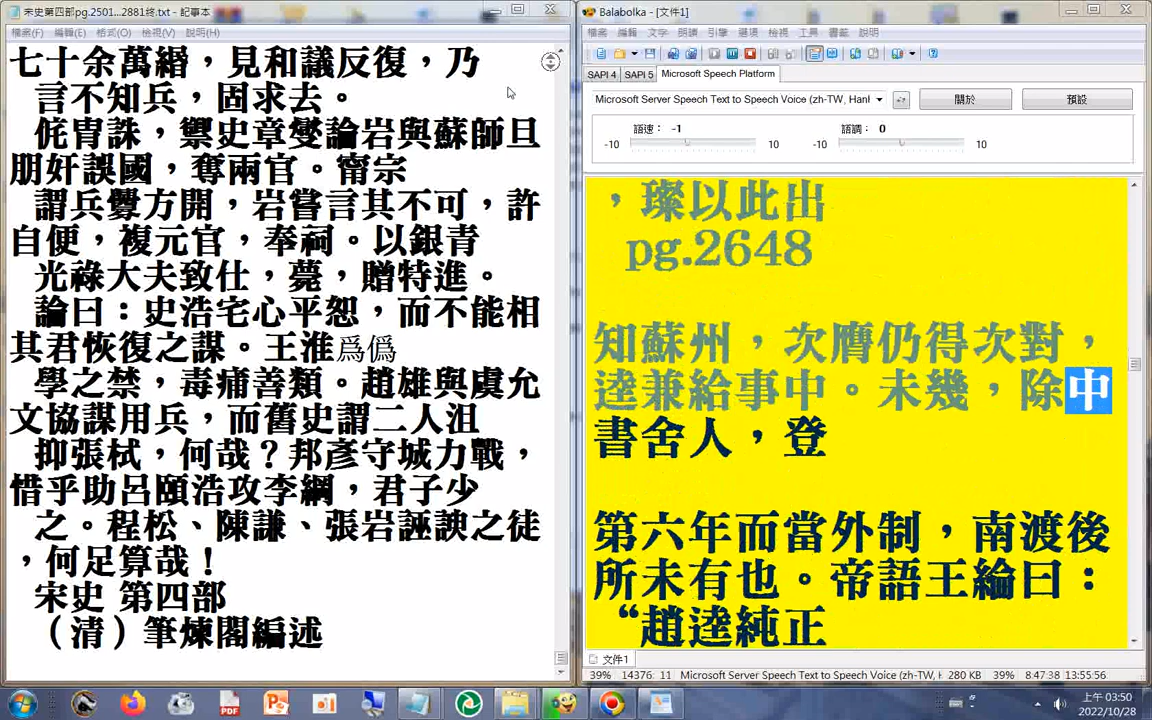 宋史第四部pg.2501...2881終.txt - 記事本
檔案(F) 編輯(E) 格式(O) 檢視(V) 說明(H)
七十余萬緡，見和議反復，乃
言不知兵，固求去。
侂胄誅，禦史章燮論岩與蘇師旦
朋奸誤國，奪兩官。甯宗
謂兵釁方開，岩嘗言其不可，許
自便，複元官，奉祠。以銀青
光祿大夫致仕，薨，贈特進。
論曰：史浩宅心平恕，而不能相
其君恢復之謀。王淮爲僞
學之禁，毒痡善類。趙雄與虞允
文協謀用兵，而舊史謂二人沮
抑張栻，何哉？邦彥守城力戰，
惜乎助呂頤浩攻李綱，君子少
之。程松、陳謙、張岩誣諛之徒
，何足算哉！
宋史 第四部
（清）筆煉閣編述
Balabolka - [文件1]
檔案 編輯 文字 朗讀 引擎 選項 檢視 書籤 說明
SAPI 4 SAPI 5 Microsoft Speech Platform
Microsoft Server Speech Text to Speech Voice (zh-TW, HanH
關於 預設
語速： -1 語調： 0
-10 10 -10 10
，璨以此出
pg.2648
知蘇州，次膺仍得次對，
逵兼給事中。未幾，除中
書舍人，登
第六年而當外制，南渡後
所未有也。帝語王綸曰：
“趙逵純正
文件1
39% 14376: 11 Microsoft Server Speech Text to Speech Voice (zh-TW, H 280 KB 39% 8:47:38 13:55:56
上午 03:50
2022/10/28